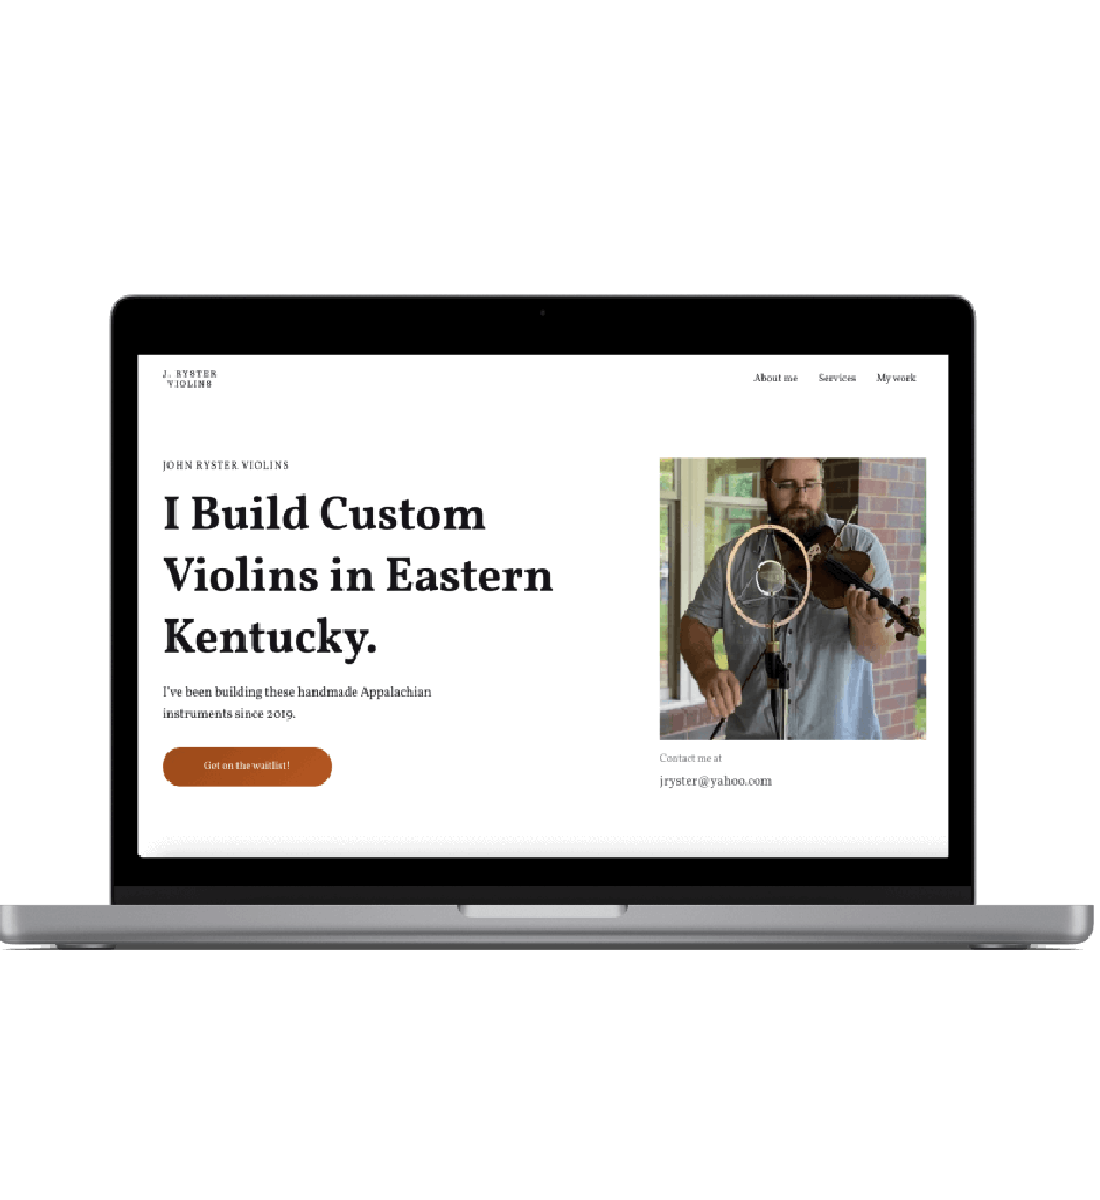 J. RYSTER
VIOLINS
About me Services My work
JOHN RYSTER VIOLINS
I Build Custom
Violins in Eastern
Kentucky.
I've been building these handmade Appalachian
instruments since 2019.
Get on the waitlist!
Contact me at
jryster@yahoo.com